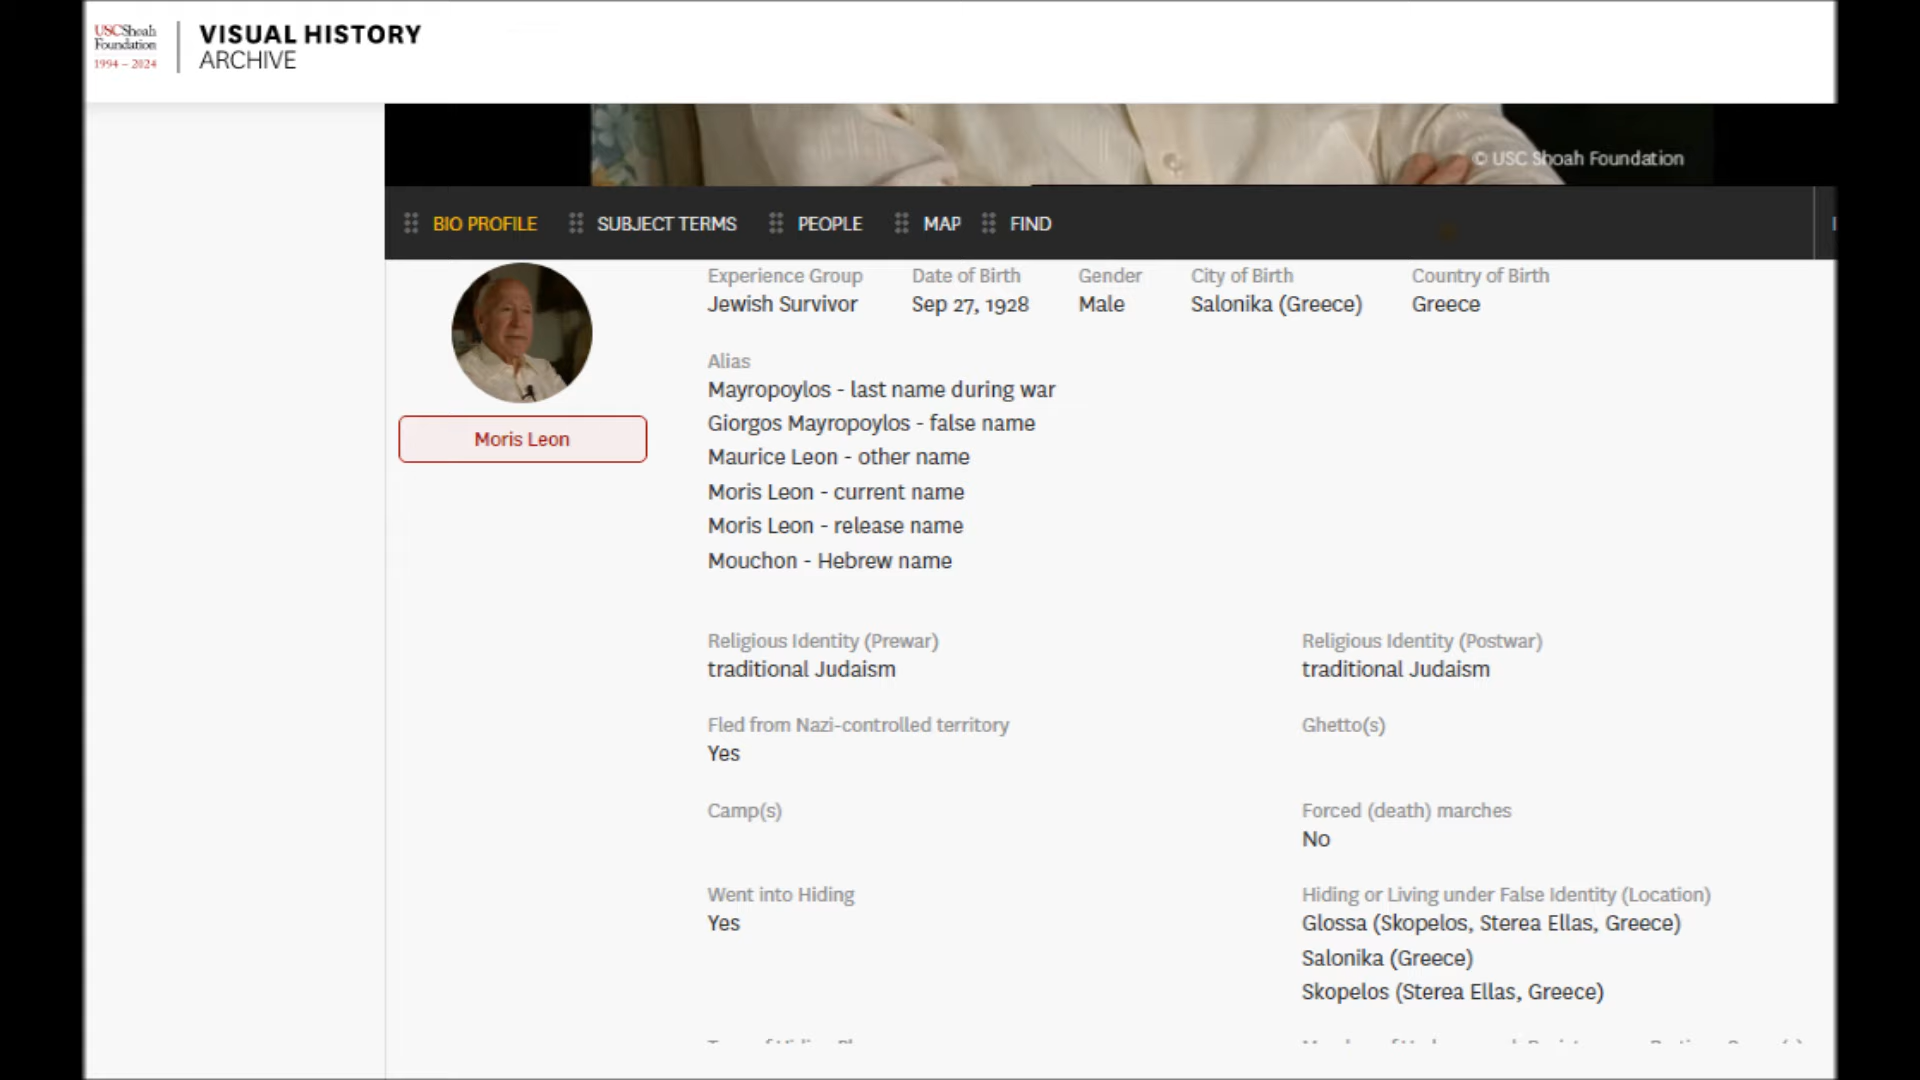 USC Shoah
Foundation
1994 – 2024
VISUAL HISTORY
ARCHIVE
© USC Shoah Foundation
BIO PROFILE SUBJECT TERMS PEOPLE MAP FIND
Experience Group Date of Birth Gender City of Birth Country of Birth
Jewish Survivor Sep 27, 1928 Male Salonika (Greece) Greece
Moris Leon
Alias
Mayropoylos - last name during war
Giorgos Mayropoylos - false name
Maurice Leon - other name
Moris Leon - current name
Moris Leon - release name
Mouchon - Hebrew name
Religious Identity (Prewar) Religious Identity (Postwar)
traditional Judaism traditional Judaism
Fled from Nazi-controlled territory Ghetto(s)
Yes
Camp(s) Forced (death) marches
No
Went into Hiding Hiding or Living under False Identity (Location)
Yes Glossa (Skopelos, Sterea Ellas, Greece)
Salonika (Greece)
Skopelos (Sterea Ellas, Greece)